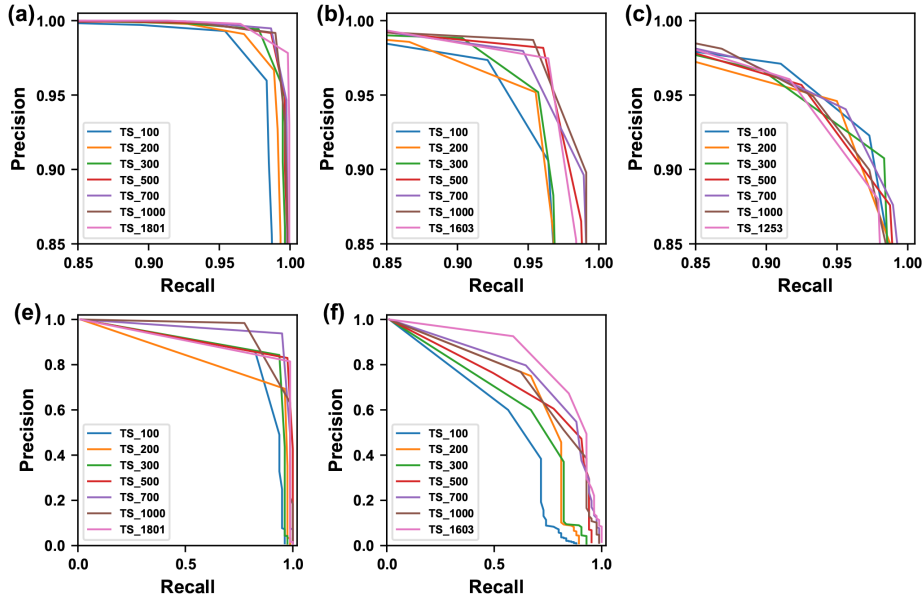 (a)
Precision
1.00
0.95
0.90
0.85
0.85
0.90
0.95
1.00
Recall
TS_100
TS_200
TS_300
TS_500
TS_700
TS_1000
TS_1801
(b)
Precision
1.00
0.95
0.90
0.85
0.85
0.90
0.95
1.00
Recall
TS_100
TS_200
TS_300
TS_500
TS_700
TS_1000
TS_1603
(c)
Precision
1.00
0.95
0.90
0.85
0.85
0.90
0.95
1.00
Recall
TS_100
TS_200
TS_300
TS_500
TS_700
TS_1000
TS_1253
(e)
Precision
1.0
0.8
0.6
0.4
0.2
0.0
0.0
0.5
1.0
Recall
TS_100
TS_200
TS_300
TS_500
TS_700
TS_1000
TS_1801
(f)
Precision
1.0
0.8
0.6
0.4
0.2
0.0
0.0
0.5
1.0
Recall
TS_100
TS_200
TS_300
TS_500
TS_700
TS_1000
TS_1603